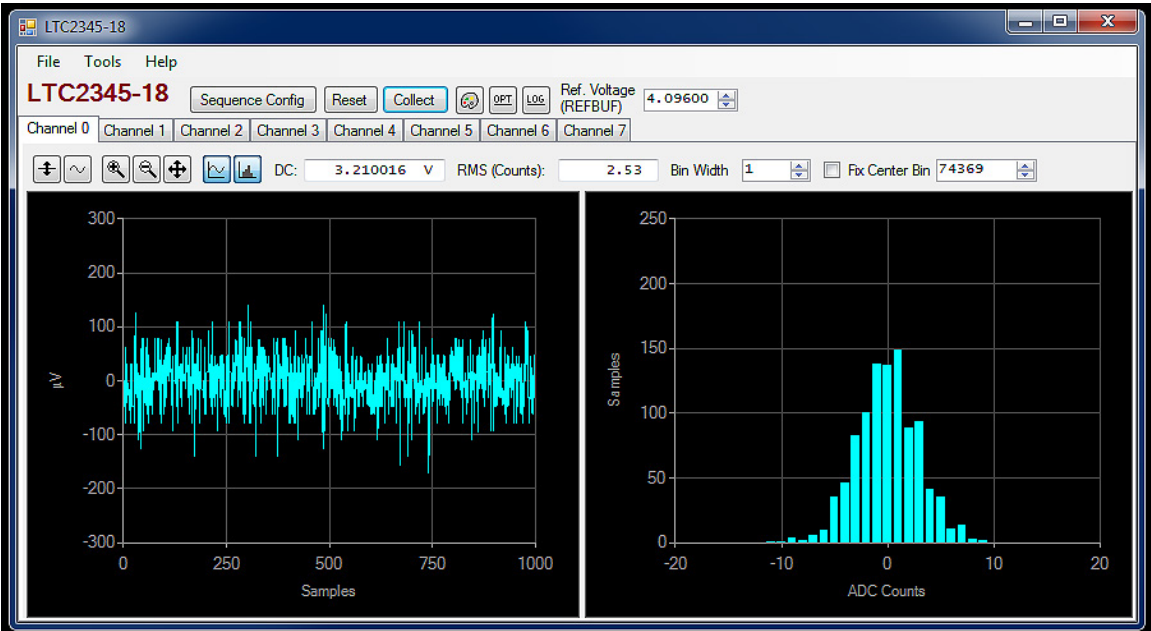 LTC2345-18
File Tools Help
LTC2345-18 Sequence Config Reset Collect OPT LOG Ref. Voltage (REFBUF) 4.09600
Channel 0 Channel 1 Channel 2 Channel 3 Channel 4 Channel 5 Channel 6 Channel 7
DC: 3.210016 V RMS (Counts): 2.53 Bin Width 1 Fix Center Bin 74369
300
200
100
0
-100
-200
-300
µV
0 250 500 750 1000
Samples
250
200
150
100
50
0
Samples
-20 -10 0 10 20
ADC Counts